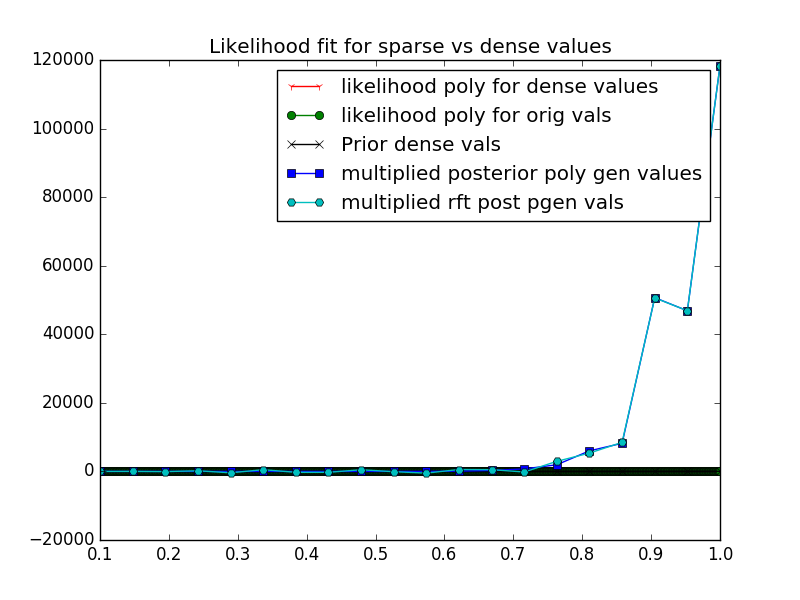 Likelihood fit for sparse vs dense values
120000
100000
80000
60000
40000
20000
0
−20000
likelihood poly for dense values
likelihood poly for orig vals
Prior dense vals
multiplied posterior poly gen values
multiplied rft post pgen vals
0.1 0.2 0.3 0.4 0.5 0.6 0.7 0.8 0.9 1.0